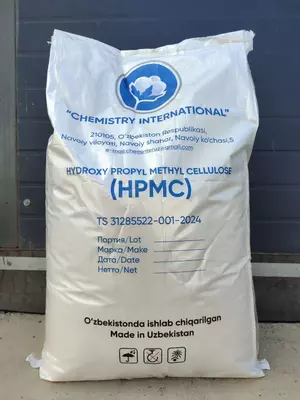 "CHEMISTRY INTERNATIONAL"
210105, O'zbekiston Respublikasi,
Navoiy viloyati, Navoiy shahar, Navoiy ko'chasi,5
HYDROXY PROPYL METHYL CELLULOSE
(HPMC)
TS 31285522-001-2024
Партия/Lot
Марка/Make
Дата/Date
Нетто/Net
O'zbekistonda ishlab chiqarilgan
Made in Uzbekistan